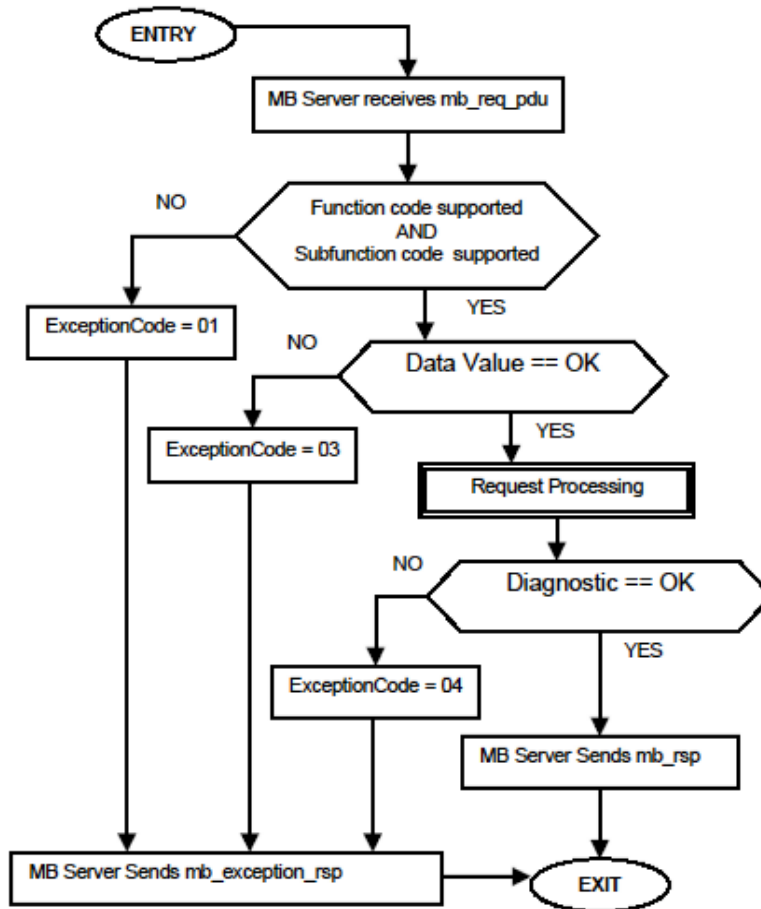 ENTRY
MB Server receives mb_req_pdu
NO
Function code supported
AND
Subfunction code supported
YES
ExceptionCode = 01
NO
Data Value == OK
YES
ExceptionCode = 03
Request Processing
NO
Diagnostic == OK
YES
ExceptionCode = 04
MB Server Sends mb_rsp
MB Server Sends mb_exception_rsp
EXIT